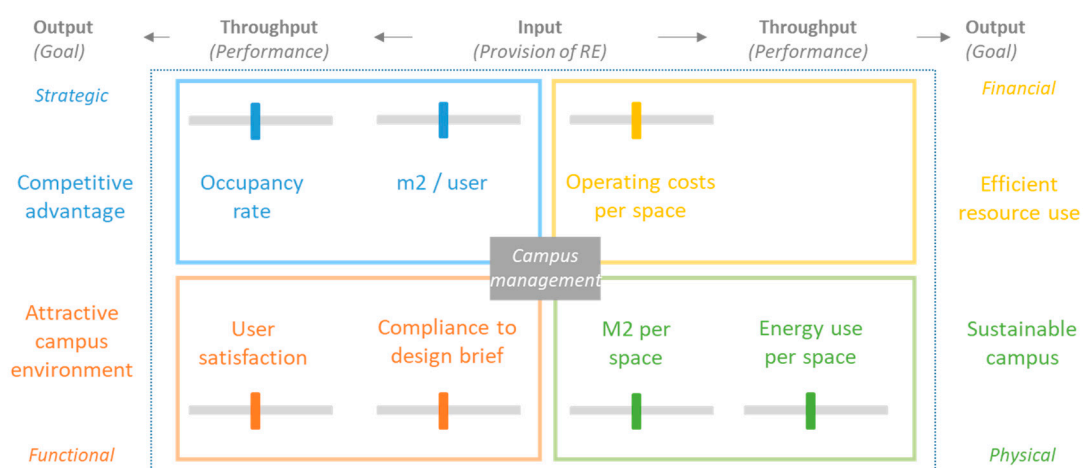 Output
(Goal)
Throughput
(Performance)
Input
(Provision of RE)
Throughput
(Performance)
Output
(Goal)
Strategic
Financial
Competitive
advantage
Occupancy
rate
m2 / user
Operating costs
per space
Efficient
resource use
Campus
management
Attractive
campus
environment
User
satisfaction
Compliance to
design brief
M2 per
space
Energy use
per space
Sustainable
campus
Functional
Physical